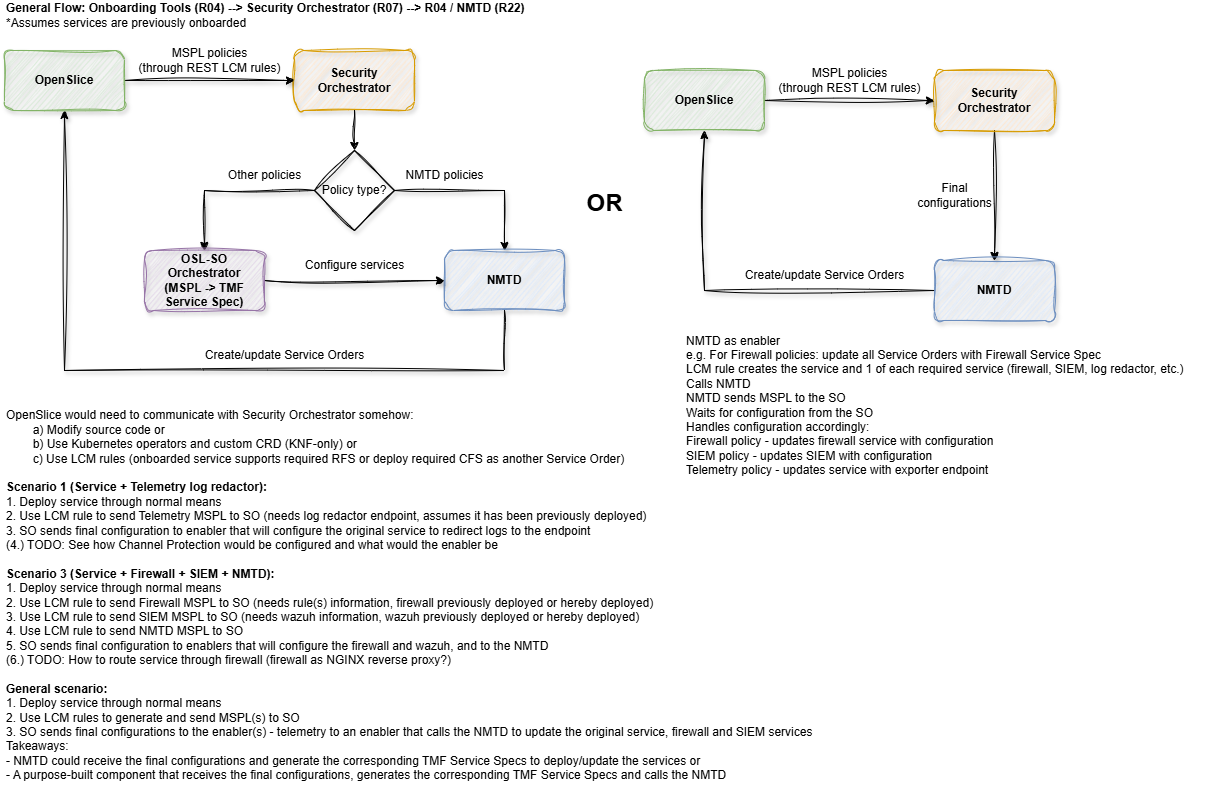 General Flow: Onboarding Tools (R04) --> Security Orchestrator (R07) --> R04 / NMTD (R22)
*Assumes services are previously onboarded
OpenSlice
MSPL policies
(through REST LCM rules)
Security
Orchestrator
Policy type?
Other policies
NMTD policies
OSL-SO
Orchestrator
(MSPL -> TMF
Service Spec)
Configure services
NMTD
Create/update Service Orders
OR
OpenSlice
MSPL policies
(through REST LCM rules)
Security
Orchestrator
Final
configurations
NMTD
Create/update Service Orders
NMTD as enabler
e.g. For Firewall policies: update all Service Orders with Firewall Service Spec
LCM rule creates the service and 1 of each required service (firewall, SIEM, log redactor, etc.)
Calls NMTD
NMTD sends MSPL to the SO
Waits for configuration from the SO
Handles configuration accordingly:
Firewall policy - updates firewall service with configuration
SIEM policy - updates SIEM with configuration
Telemetry policy - updates service with exporter endpoint
OpenSlice would need to communicate with Security Orchestrator somehow:
a) Modify source code or
b) Use Kubernetes operators and custom CRD (KNF-only) or
c) Use LCM rules (onboarded service supports required RFS or deploy required CFS as another Service Order)
Scenario 1 (Service + Telemetry log redactor):
1. Deploy service through normal means
2. Use LCM rule to send Telemetry MSPL to SO (needs log redactor endpoint, assumes it has been previously deployed)
3. SO sends final configuration to enabler that will configure the original service to redirect logs to the endpoint
(4.) TODO: See how Channel Protection would be configured and what would the enabler be
Scenario 3 (Service + Firewall + SIEM + NMTD):
1. Deploy service through normal means
2. Use LCM rule to send Firewall MSPL to SO (needs rule(s) information, firewall previously deployed or hereby deployed)
3. Use LCM rule to send SIEM MSPL to SO (needs wazuh information, wazuh previously deployed or hereby deployed)
4. Use LCM rule to send NMTD MSPL to SO
5. SO sends final configuration to enablers that will configure the firewall and wazuh, and to the NMTD
(6.) TODO: How to route service through firewall (firewall as NGINX reverse proxy?)
General scenario:
1. Deploy service through normal means
2. Use LCM rules to generate and send MSPL(s) to SO
3. SO sends final configurations to the enabler(s) - telemetry to an enabler that calls the NMTD to update the original service, firewall and SIEM services
Takeaways:
- NMTD could receive the final configurations and generate the corresponding TMF Service Specs to deploy/update the services or
- A purpose-built component that receives the final configurations, generates the corresponding TMF Service Specs and calls the NMTD